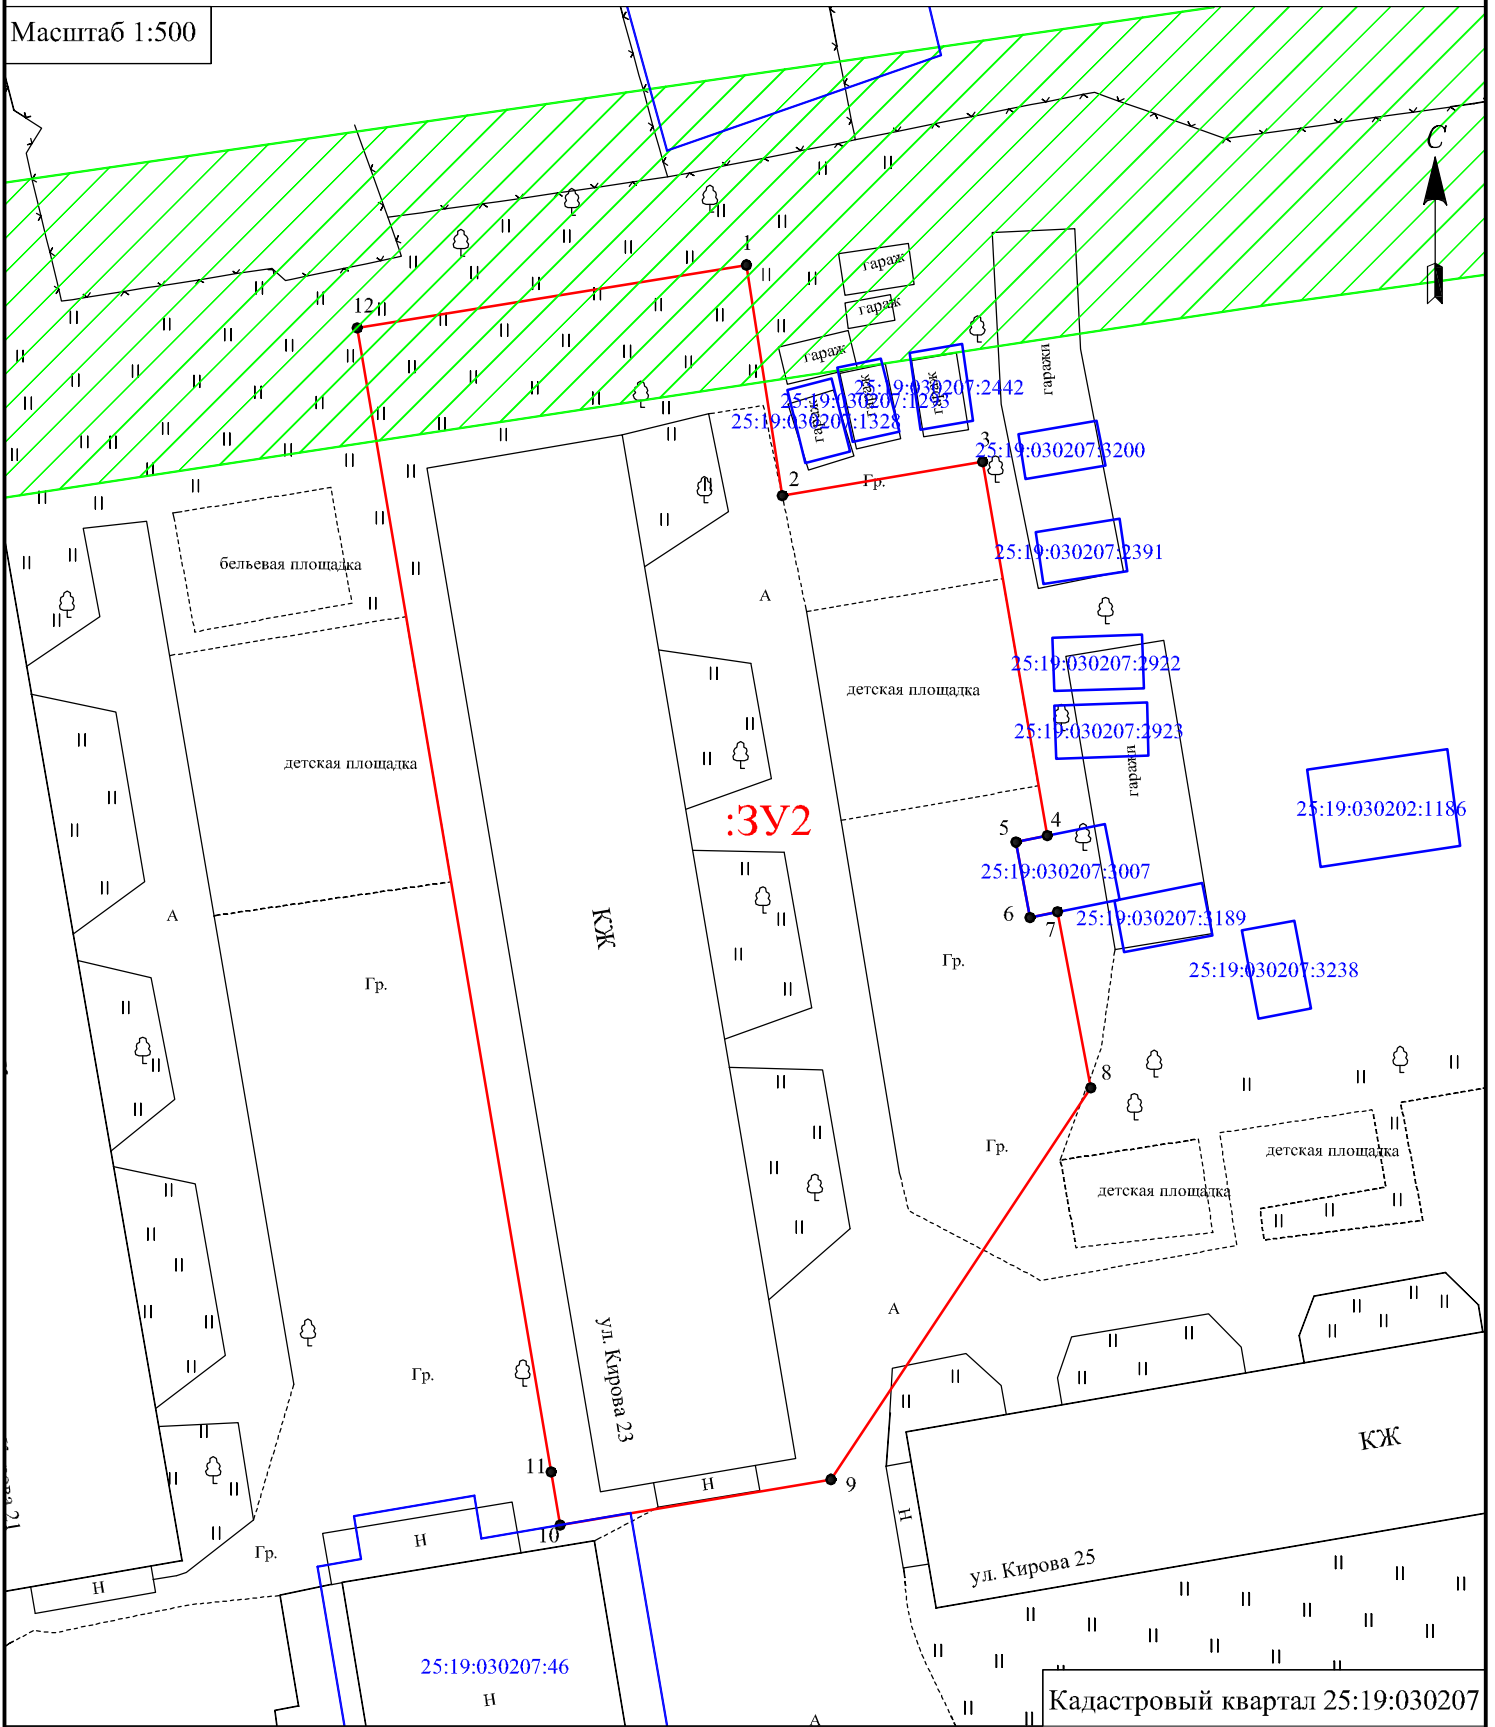 Масштаб 1:500
С
1
гараж
гараж
12
гараж
гаражи
гараж
гараж
гараж
25:19:030207:2442
25:19:030207:1293
25:19:030207:1328
3
25:19:030207:3200
2
Гр.
25:19:030207:2391
бельевая площадка
А
25:19:030207:2922
детская площадка
25:19:030207:2923
детская площадка
гаражи
:ЗУ2
25:19:030202:1186
5
4
25:19:030207:3007
А
КЖ
6
7
25:19:030207:3189
Гр.
25:19:030207:3238
Гр.
8
Гр.
детская площадка
детская площадка
А
ул. Кирова 23
Гр.
КЖ
11
9
Н
Н
10
Н
Гр.
ул. Кирова 25
Н
25:19:030207:46
Н
Кадастровый квартал 25:19:030207
А